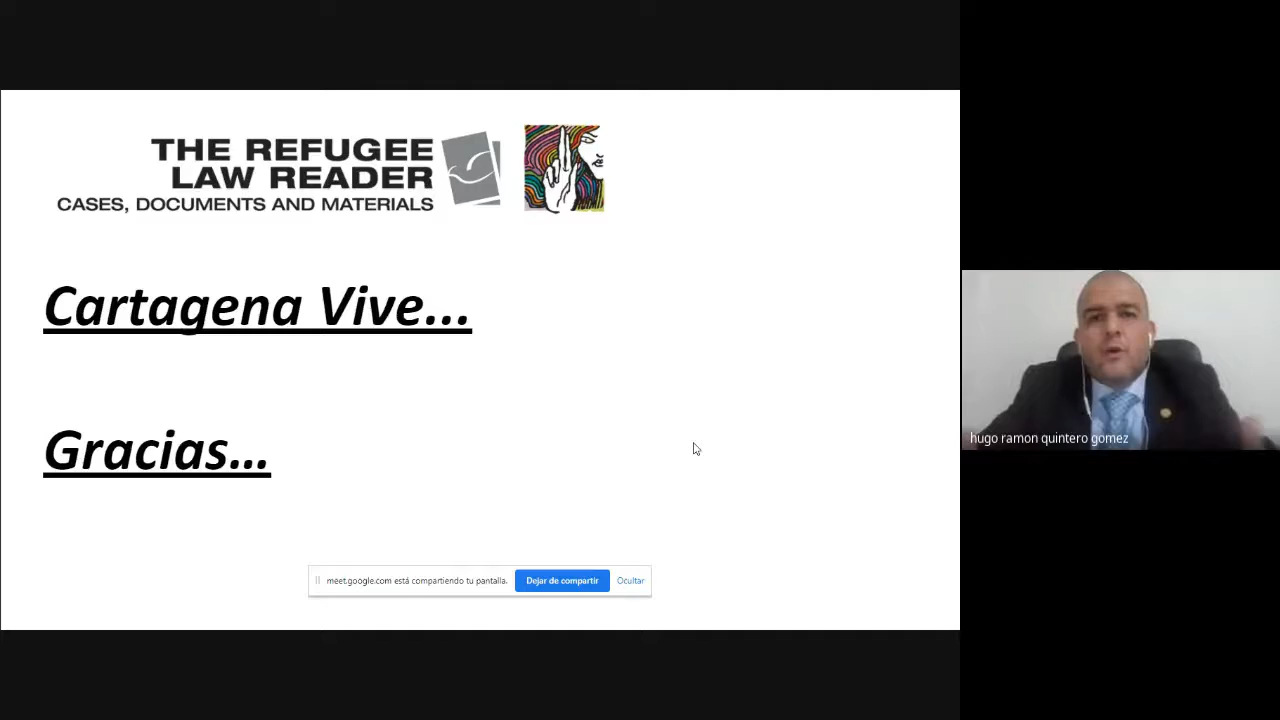 THE REFUGEE
LAW READER
CASES, DOCUMENTS AND MATERIALS
Cartagena Vive...
Gracias...
hugo ramon quintero gomez
meet.google.com está compartiendo tu pantalla.
Dejar de compartir
Ocultar